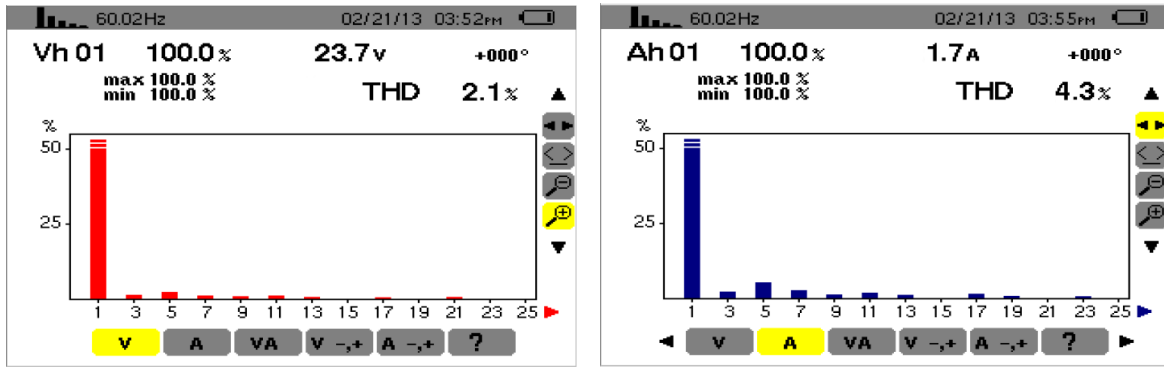 60.02Hz 02/21/13 03:52PM
Vh 01 100.0% 23.7V +000°
max 100.0 %
min 100.0 %
THD 2.1%
%
50
25
1 3 5 7 9 11 13 15 17 19 21 23 25
V A VA V -,+ A -,+ ?
60.02Hz 02/21/13 03:55PM
Ah 01 100.0% 1.7A +000°
max 100.0 %
min 100.0 %
THD 4.3%
%
50
25
1 3 5 7 9 11 13 15 17 19 21 23 25
V A VA V -,+ A -,+ ?